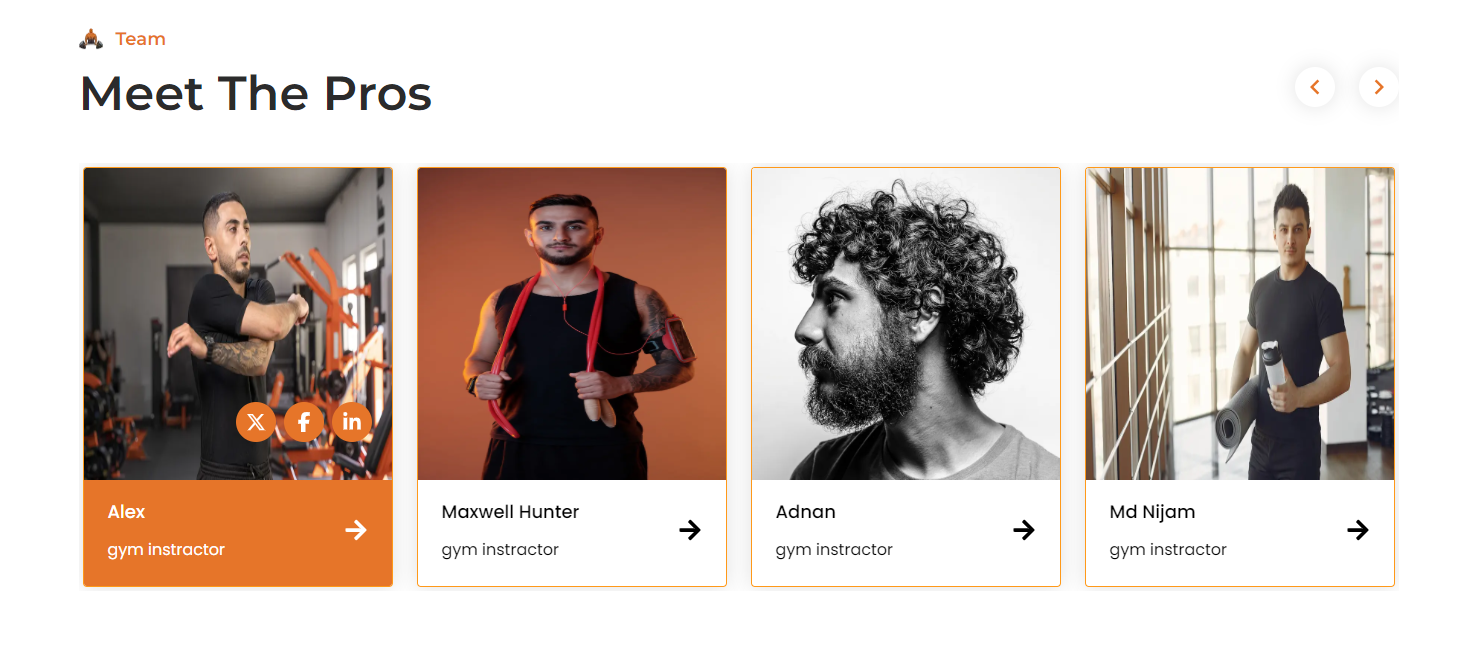 Team
Meet The Pros
Alex
gym instractor
Maxwell Hunter
gym instractor
Adnan
gym instractor
Md Nijam
gym instractor